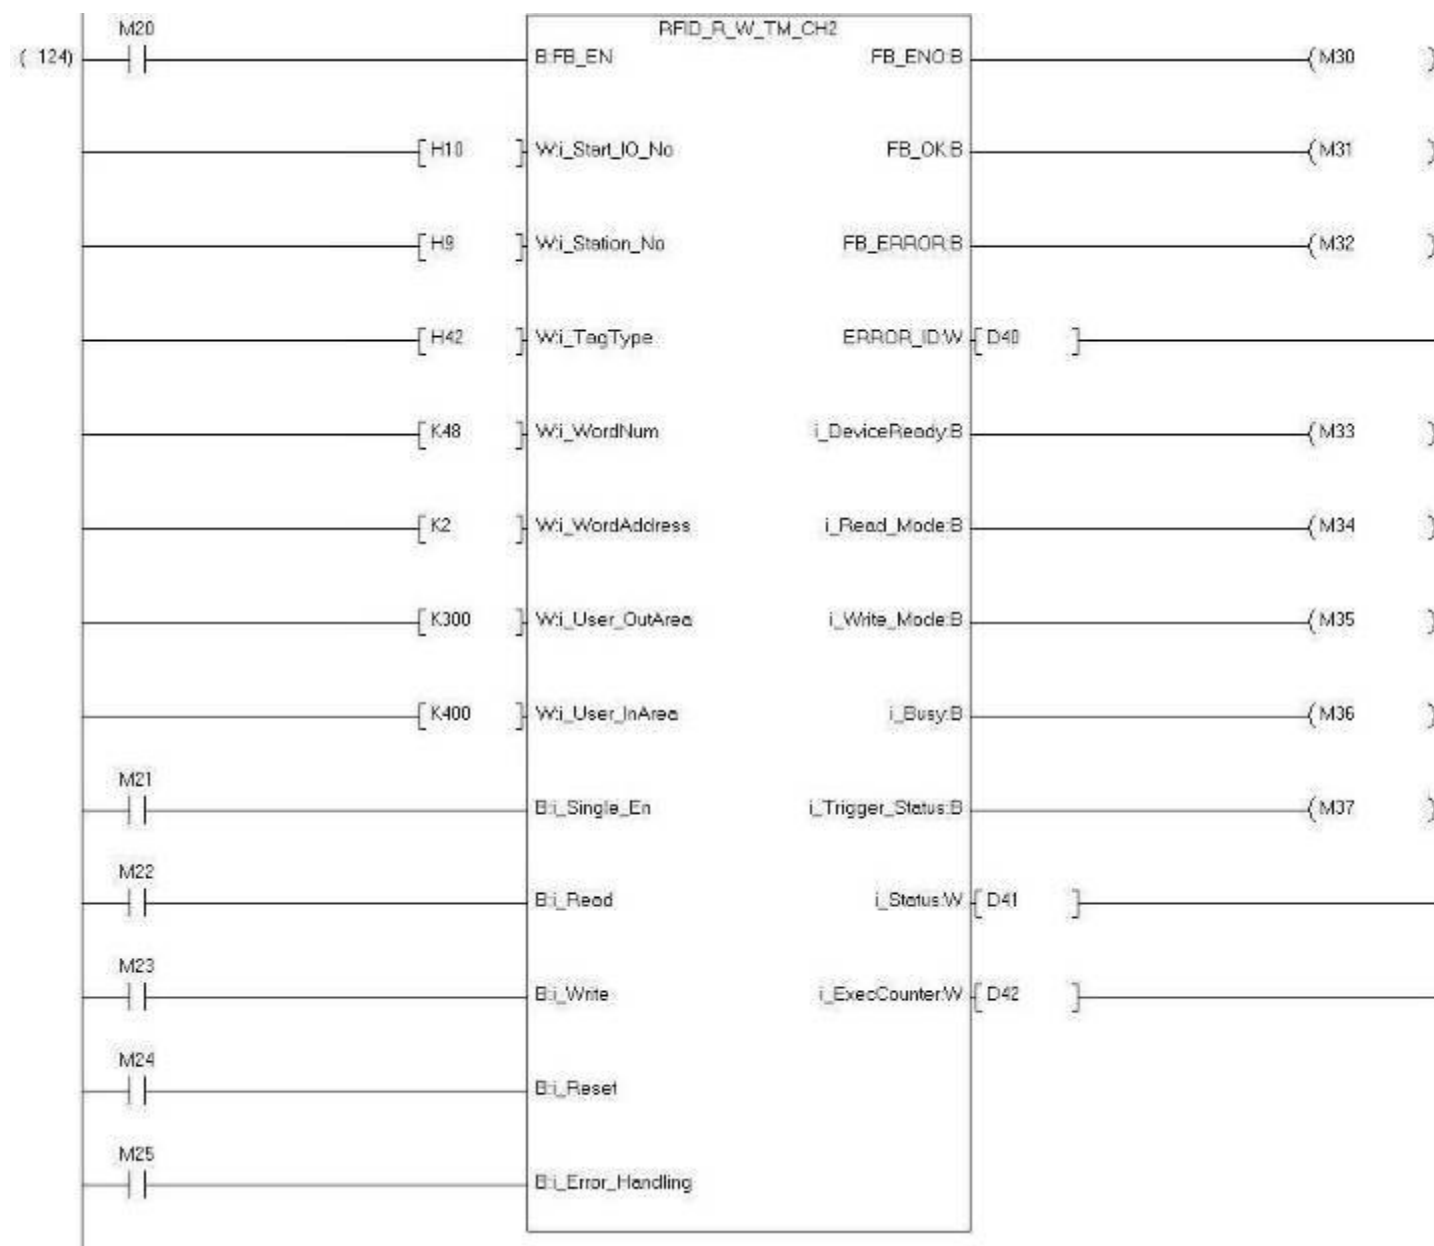 M20 RFID_R_W_TM_CH2
( 124) B:FB_EN FB_ENO:B (M30 )
[ H10 ] W:i_Start_IO_No FB_OK:B (M31 )
[ H9 ] W:i_Station_No FB_ERROR:B (M32 )
[ H42 ] W:i_TagType ERROR_ID:W [ D40 ]
[ K48 ] W:i_WordNum i_DeviceReady:B (M33 )
[ K2 ] W:i_WordAddress i_Read_Mode:B (M34 )
[ K300 ] W:i_User_OutArea i_Write_Mode:B (M35 )
[ K400 ] W:i_User_InArea i_Busy:B (M36 )
M21
B:i_Single_En i_Trigger_Status:B (M37 )
M22
B:i_Read i_Status:W [ D41 ]
M23
B:i_Write i_ExecCounter:W [ D42 ]
M24
B:i_Reset
M25
B:i_Error_Handling